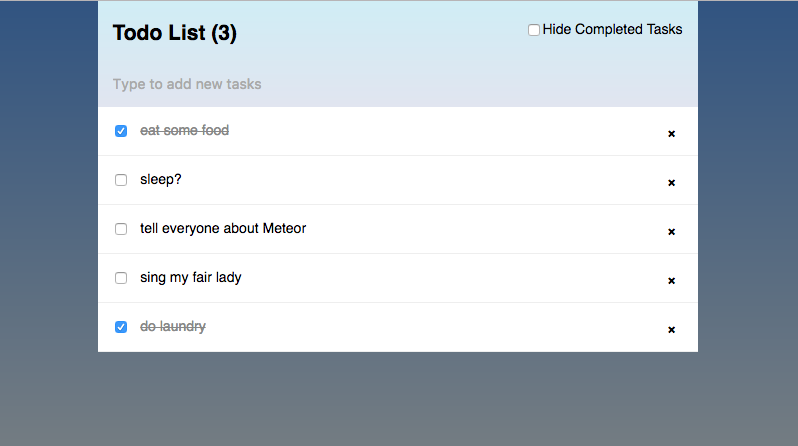 Todo List (3)
Hide Completed Tasks
Type to add new tasks
eat some food
sleep?
tell everyone about Meteor
sing my fair lady
do laundry